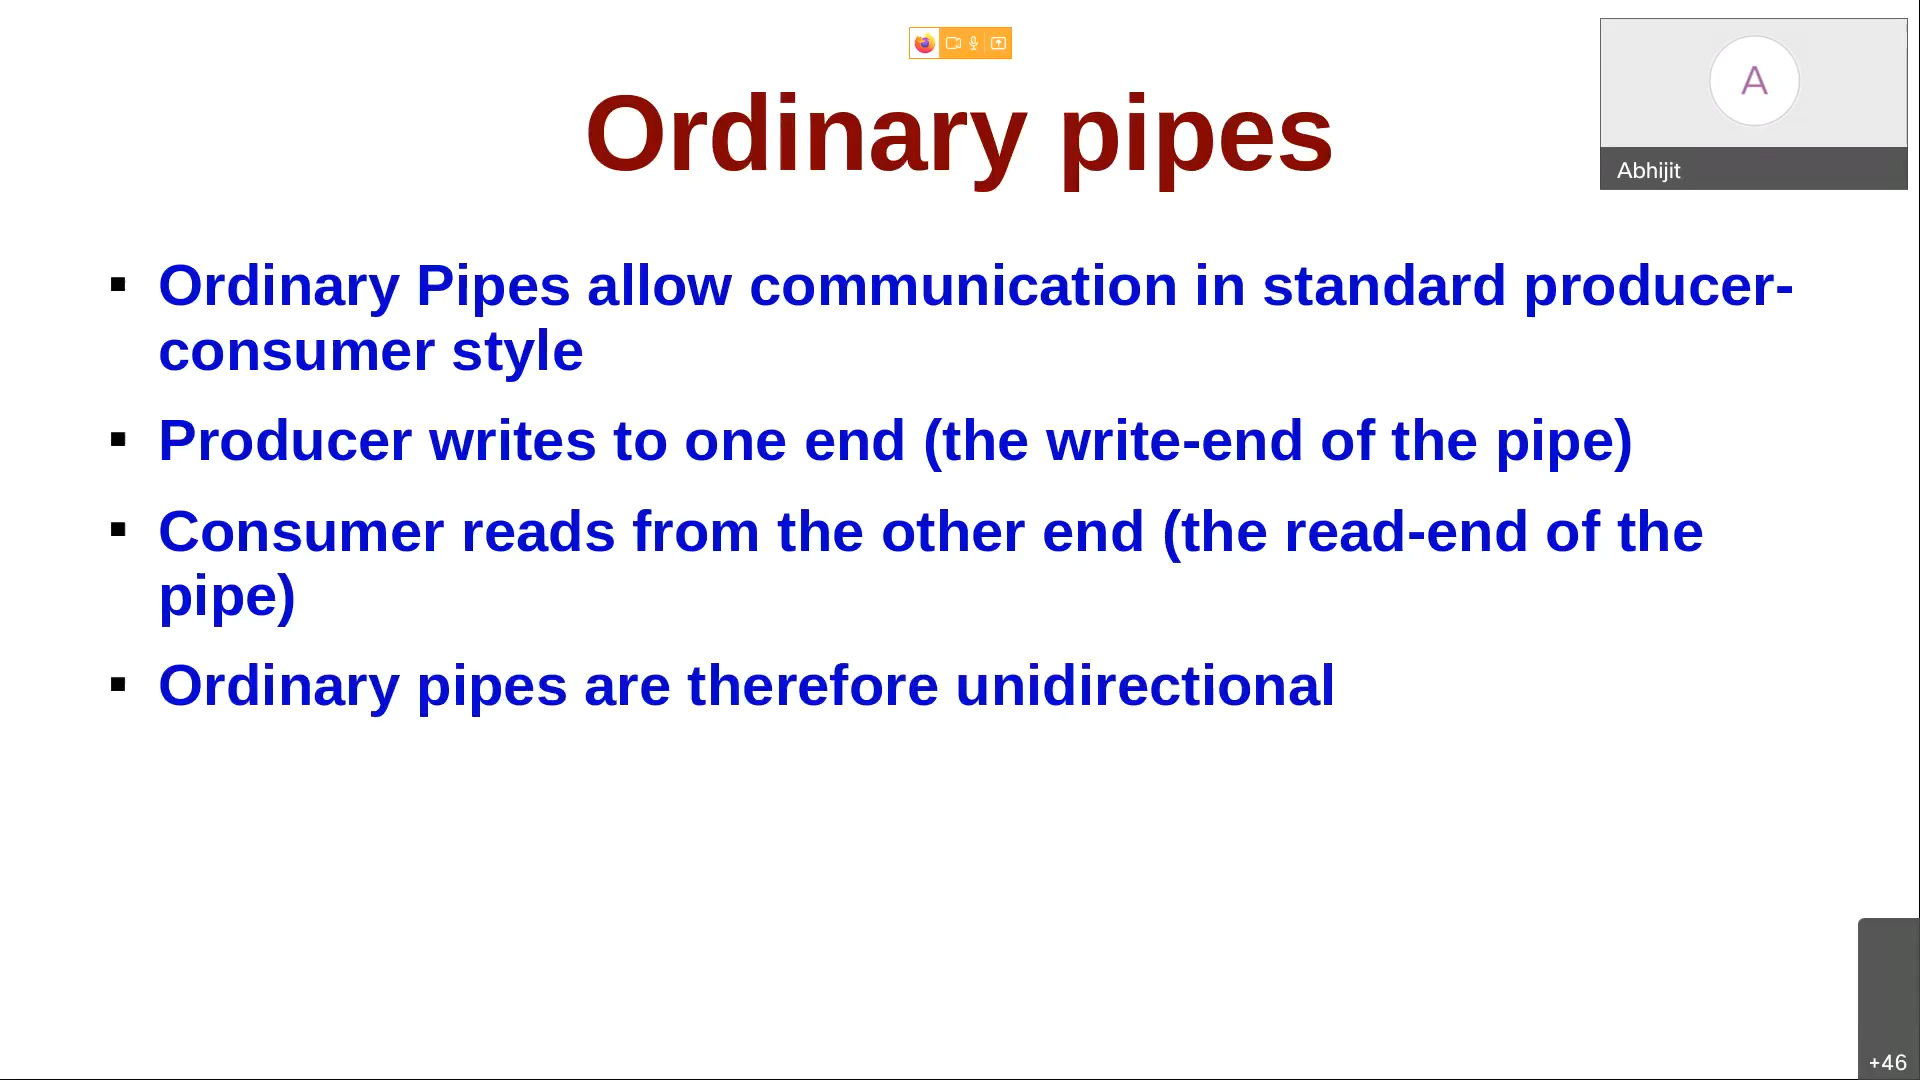 Ordinary pipes
A
Abhijit
Ordinary Pipes allow communication in standard producer-
consumer style
Producer writes to one end (the write-end of the pipe)
Consumer reads from the other end (the read-end of the
pipe)
Ordinary pipes are therefore unidirectional
+46